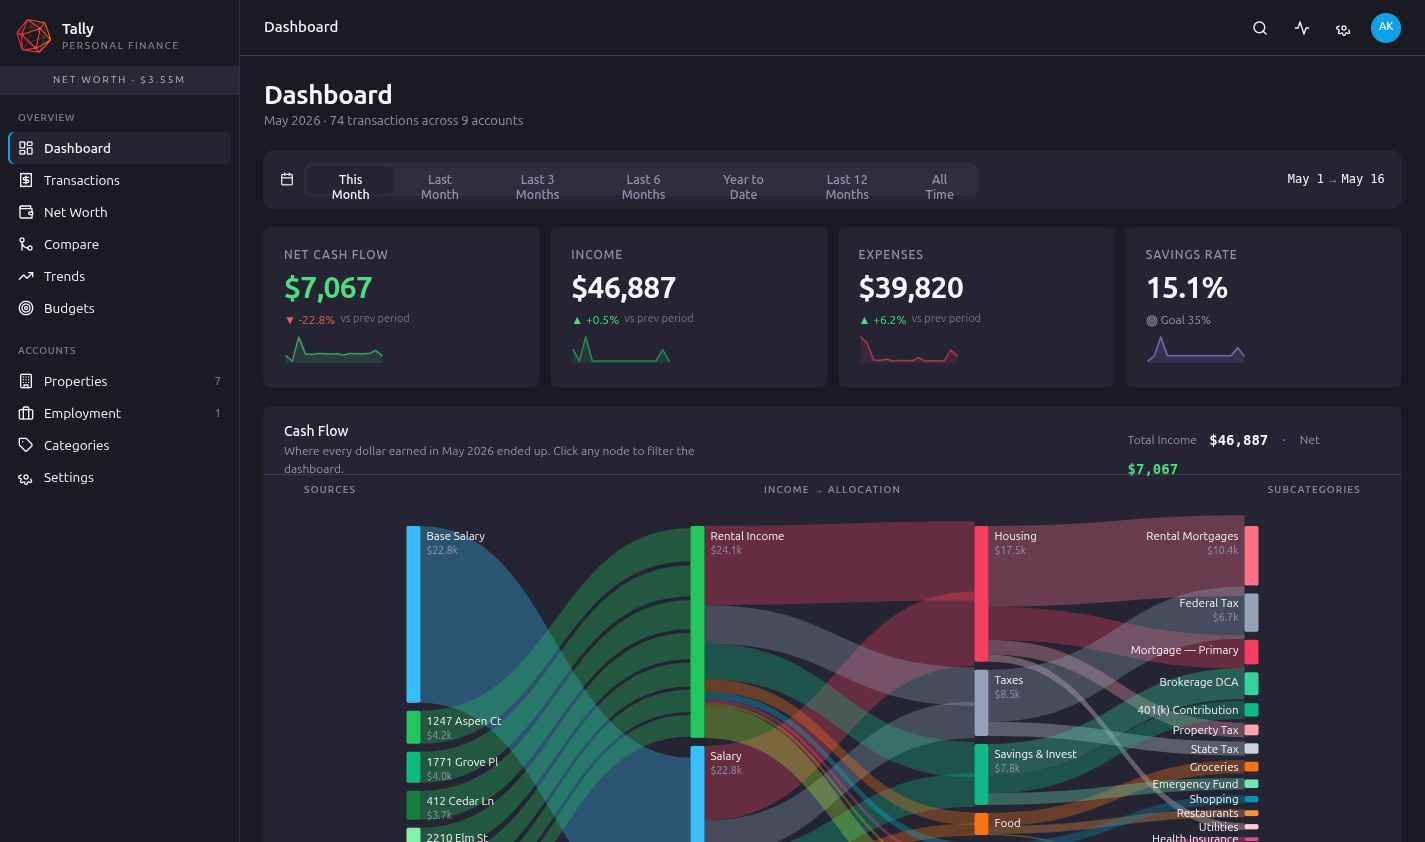 Tally
PERSONAL FINANCE
NET WORTH - $3.55M
OVERVIEW
Dashboard
Transactions
Net Worth
Compare
Trends
Budgets
ACCOUNTS
Properties 7
Employment 1
Categories
Settings
Dashboard
AK
Dashboard
May 2026 · 74 transactions across 9 accounts
This Month
Last Month
Last 3 Months
Last 6 Months
Year to Date
Last 12 Months
All Time
May 1 → May 16
NET CASH FLOW
$7,067
▼ -22.8% vs prev period
INCOME
$46,887
▲ +0.5% vs prev period
EXPENSES
$39,820
▲ +6.2% vs prev period
SAVINGS RATE
15.1%
Goal 35%
Cash Flow
Where every dollar earned in May 2026 ended up. Click any node to filter the
dashboard.
Total Income $46,887 · Net
$7,067
SOURCES
INCOME → ALLOCATION
SUBCATEGORIES
Base Salary
$22.8k
1247 Aspen Ct
$4.2k
1771 Grove Pl
$4.0k
412 Cedar Ln
$3.7k
2210 Elm St
Rental Income
$24.1k
Salary
$22.8k
Housing
$17.5k
Taxes
$8.5k
Savings & Invest
$7.8k
Food
Rental Mortgages
$10.4k
Federal Tax
$6.7k
Mortgage — Primary
Brokerage DCA
401(k) Contribution
Property Tax
State Tax
Groceries
Emergency Fund
Shopping
Restaurants
Utilities
Health Insurance